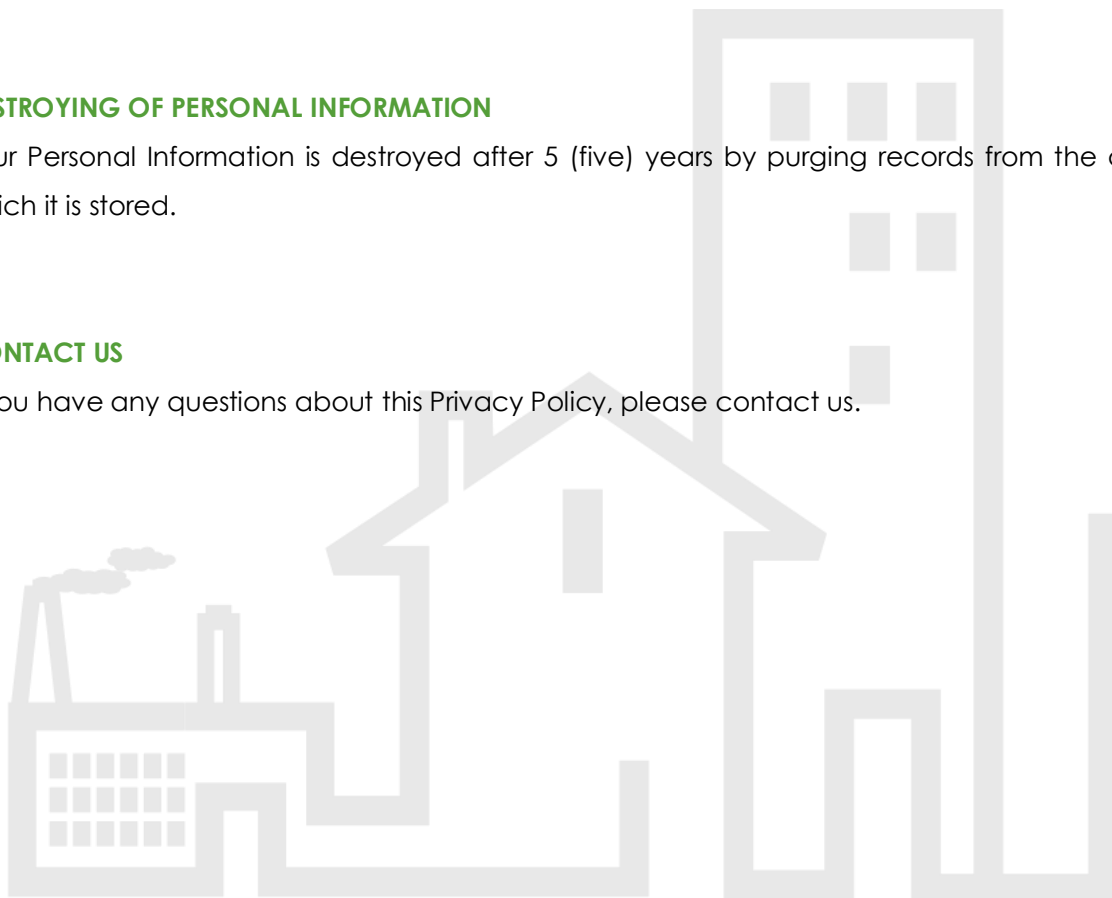 STROYING OF PERSONAL INFORMATION
ur Personal Information is destroyed after 5 (five) years by purging records from the
ich it is stored.
ONTACT US
ou have any questions about this Privacy Policy, please contact us.